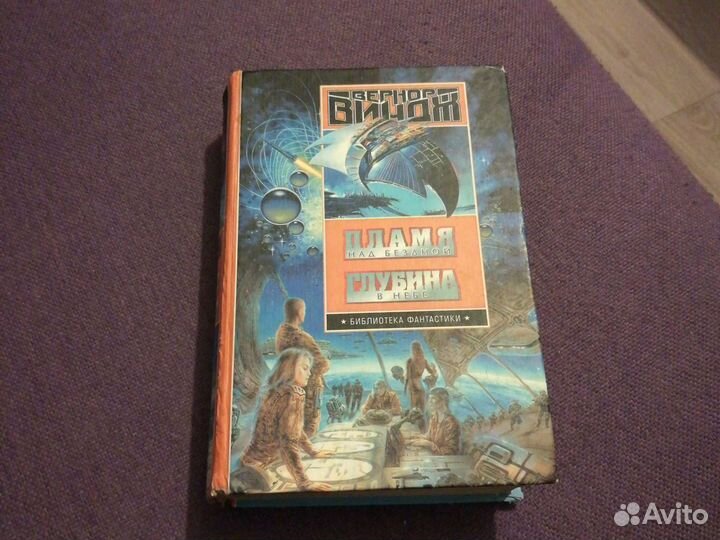 ВЕРНОР
ВИНДЖ
ПЛАМЯ
НАД БЕЗДНОЙ
ГЛУБИНА
В НЕБЕ
★ БИБЛИОТЕКА ФАНТАСТИКИ ★
Avito